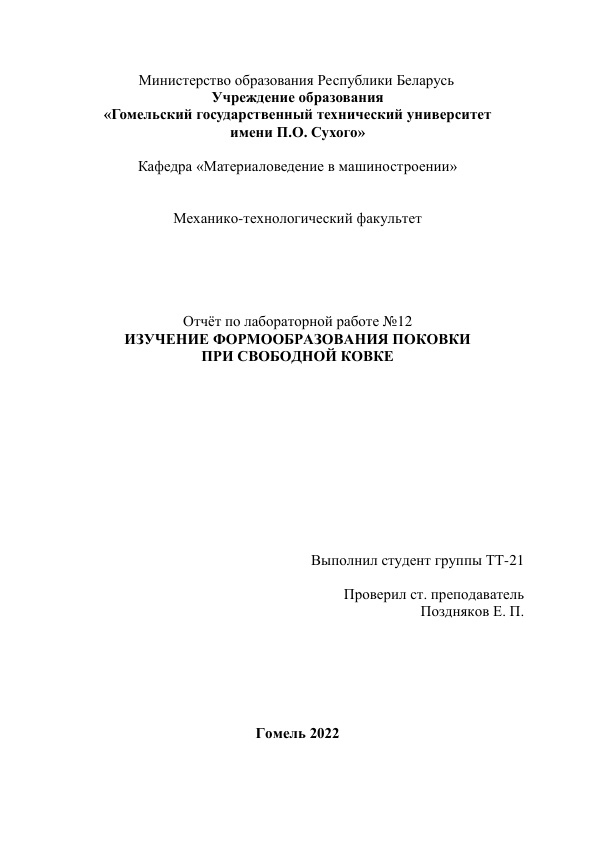 Министерство образования Республики Беларусь
Учреждение образования
«Гомельский государственный технический университет
имени П.О. Сухого»
Кафедра «Материаловедение в машиностроении»
Механико-технологический факультет
Отчёт по лабораторной работе №12
ИЗУЧЕНИЕ ФОРМООБРАЗОВАНИЯ ПОКОВКИ
ПРИ СВОБОДНОЙ КОВКЕ
Выполнил студент группы ТТ-21
Проверил ст. преподаватель
Поздняков Е. П.
Гомель 2022